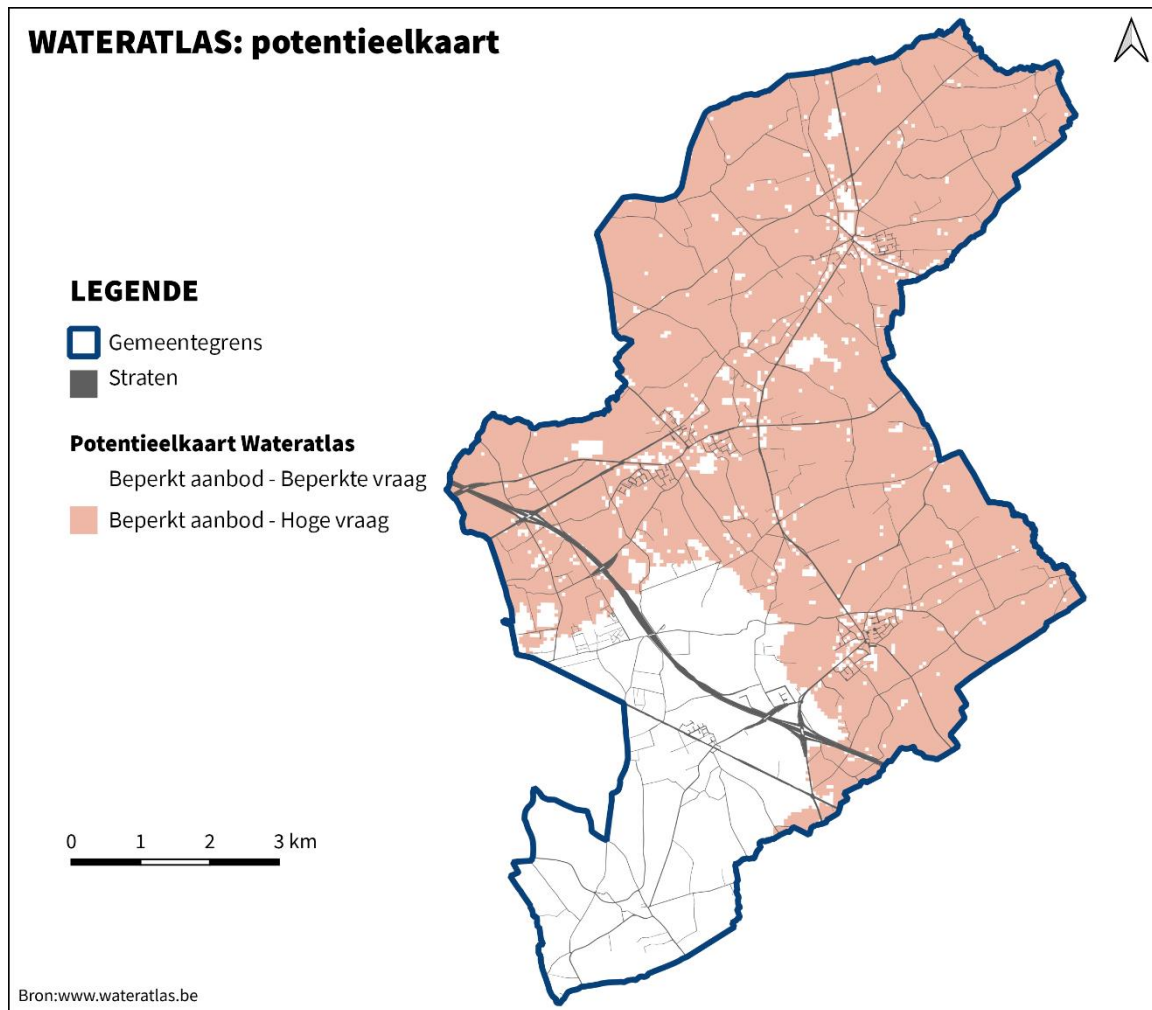 WATERATLAS: potentieelkaart
LEGENDE
Gemeentegrens
Straten
Potentieelkaart Wateratlas
Beperkt aanbod - Beperkte vraag
Beperkt aanbod - Hoge vraag
0 1 2 3 km
Bron:www.wateratlas.be